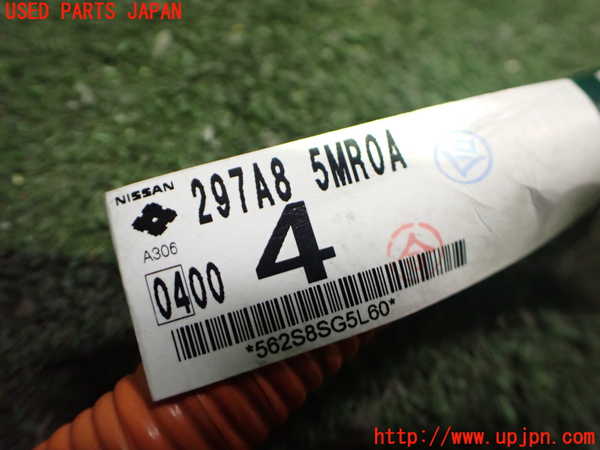 USED PARTS JAPAN
NISSAN 297A8 5MR0A
A306
0400 4
*562S8SG5L60*
http://www.upjpn.com/